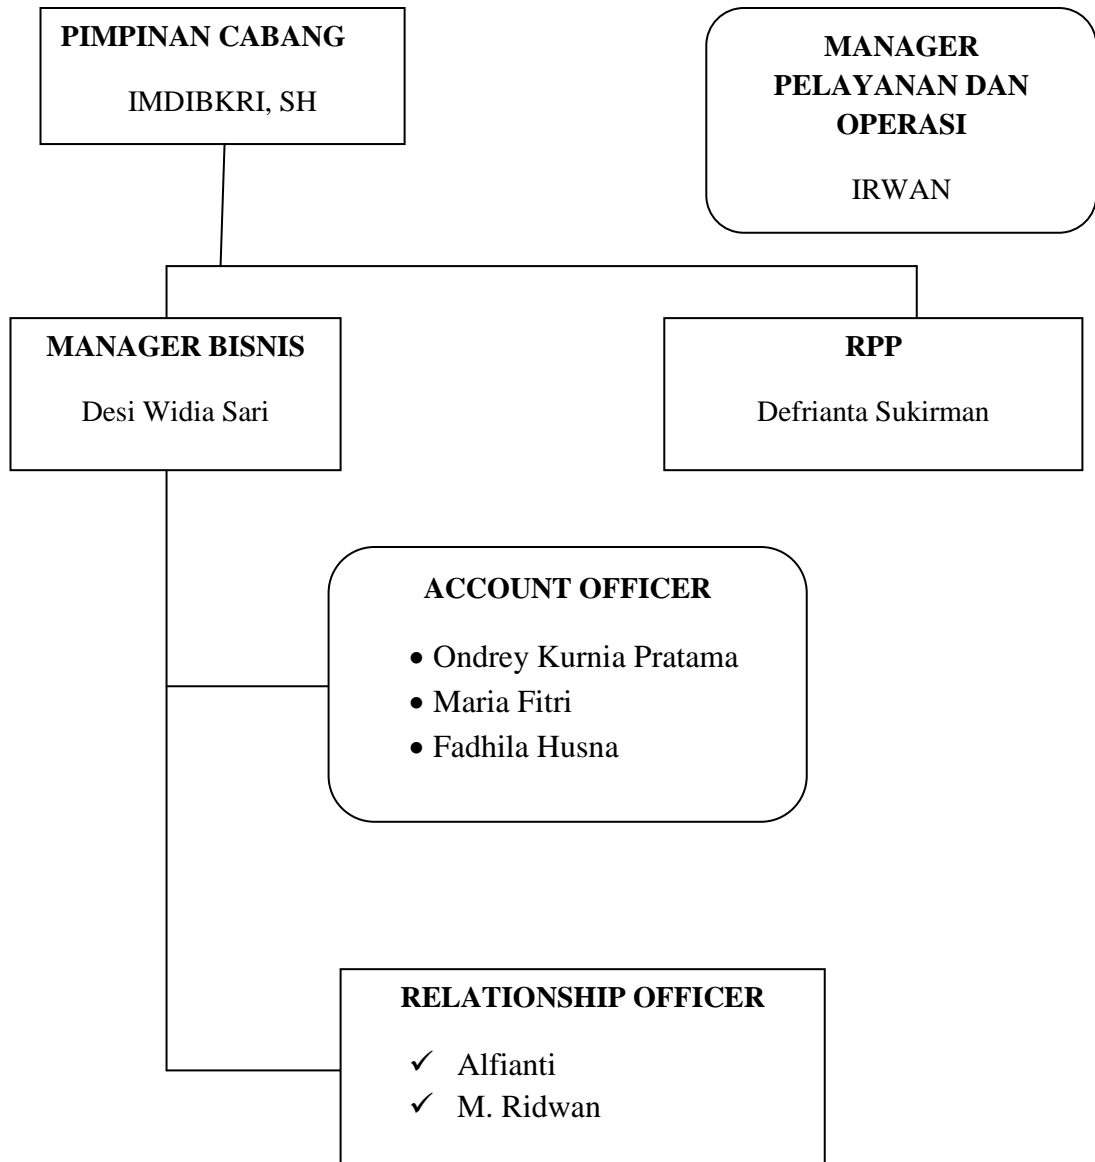 PIMPINAN CABANG
IMDIBKRI, SH
MANAGER
PELAYANAN DAN
OPERASI
IRWAN
MANAGER BISNIS
Desi Widia Sari
RPP
Defrianta Sukirman
ACCOUNT OFFICER
• Ondrey Kurnia Pratama
• Maria Fitri
• Fadhila Husna
RELATIONSHIP OFFICER
✓ Alfianti
✓ M. Ridwan